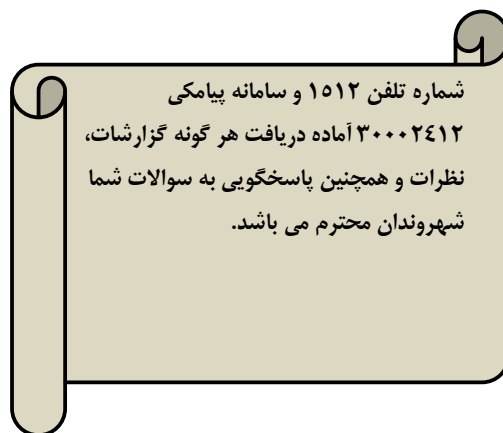 شماره تلفن ۱۵۱۲ و سامانه پیامکی
۳۰۰۰۲٤۱۲ آماده دریافت هر گونه گزارشات،
نظرات و همچنین پاسخگویی به سوالات شما
شهروندان محترم می باشد.